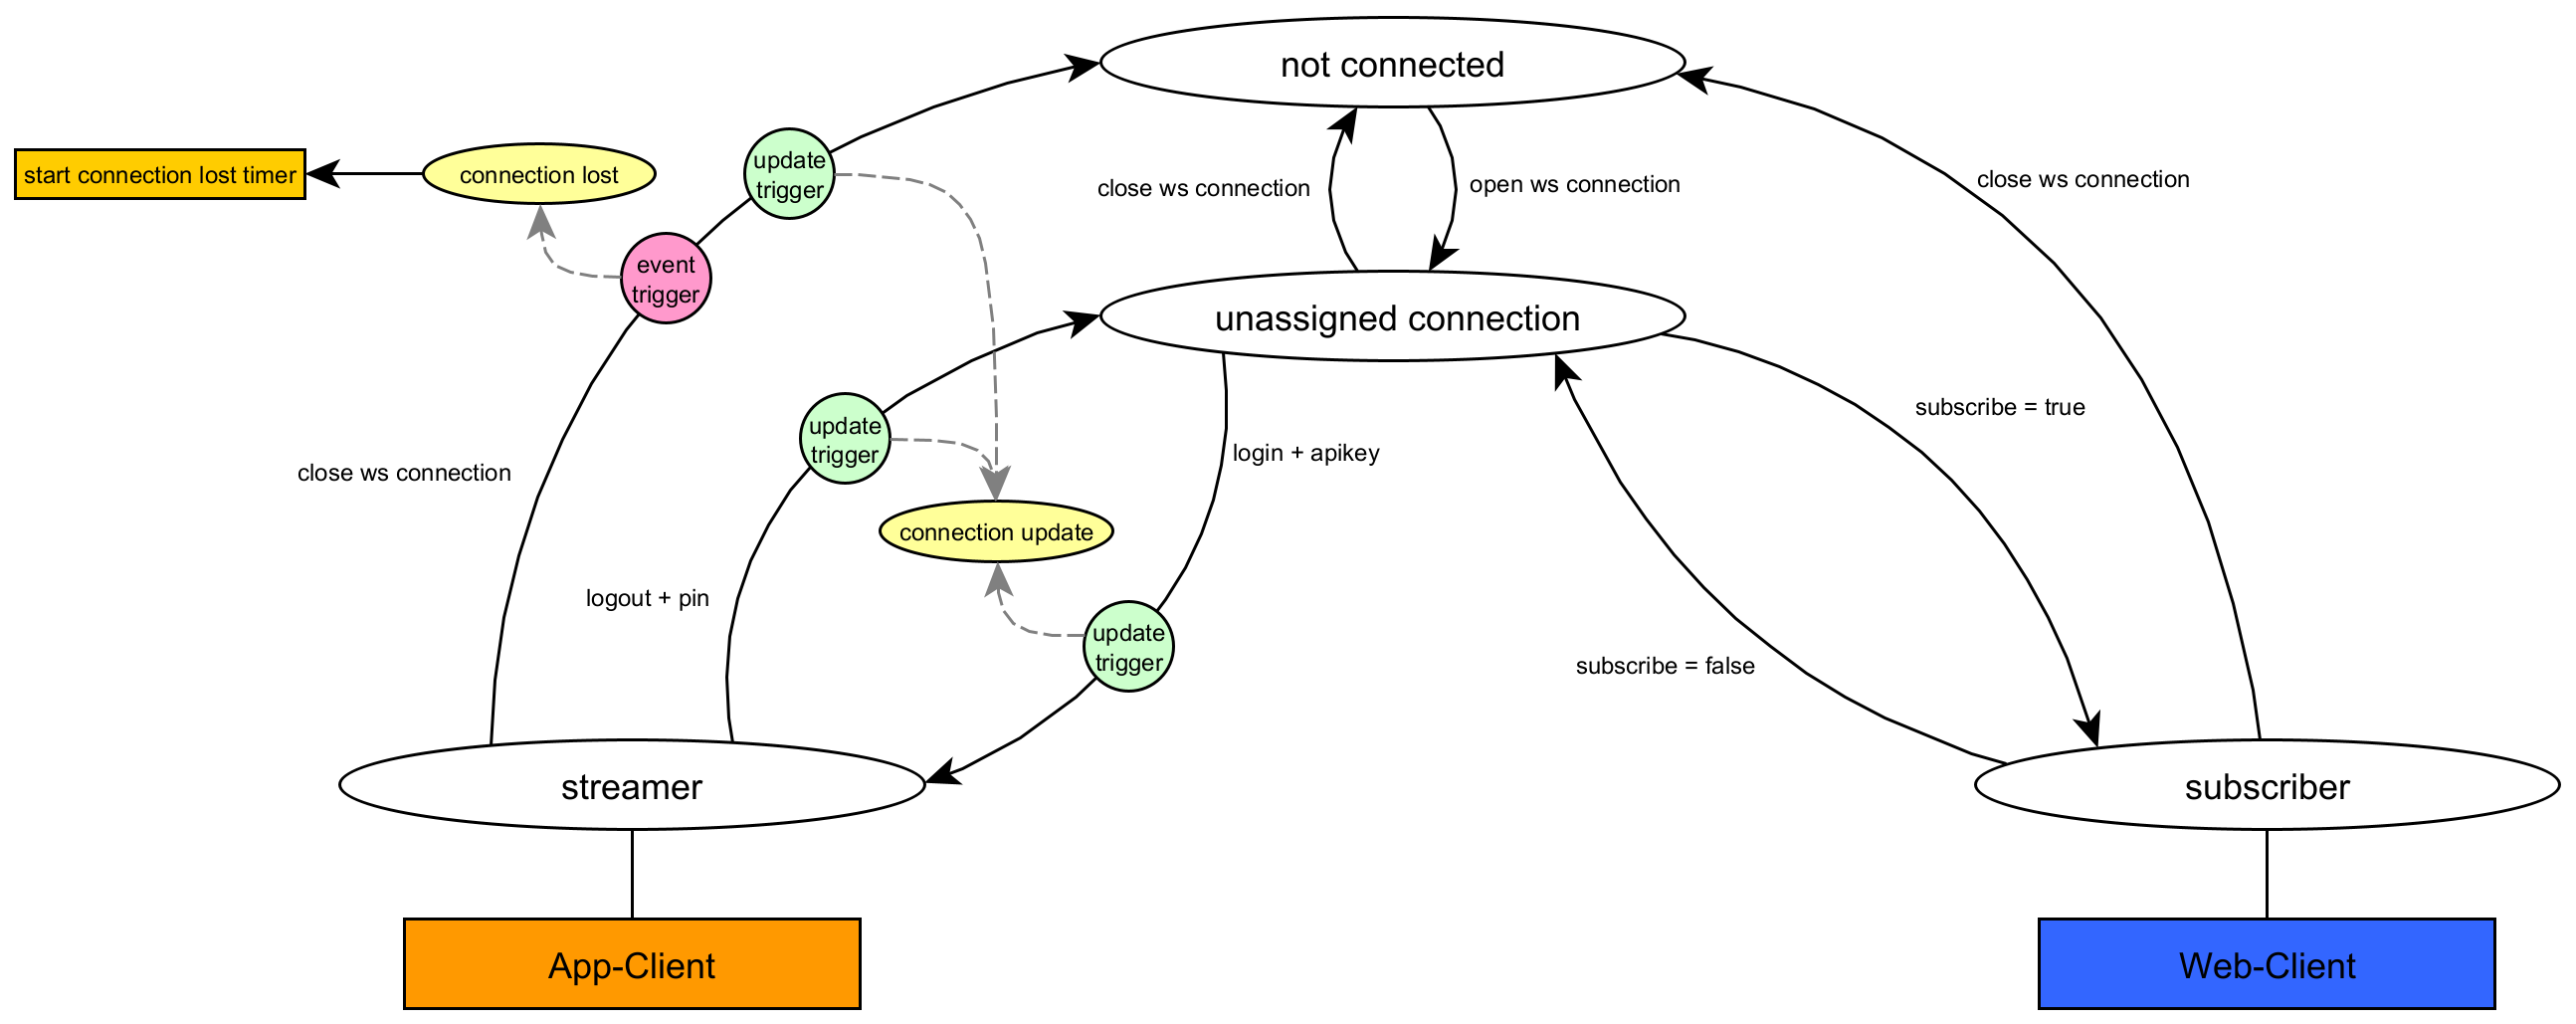 not connected
update
trigger
start connection lost timer
connection lost
close ws connection
open ws connection
close ws connection
event
trigger
unassigned connection
subscribe = true
update
trigger
login + apikey
close ws connection
connection update
logout + pin
update
trigger
subscribe = false
streamer
subscriber
App-Client
Web-Client